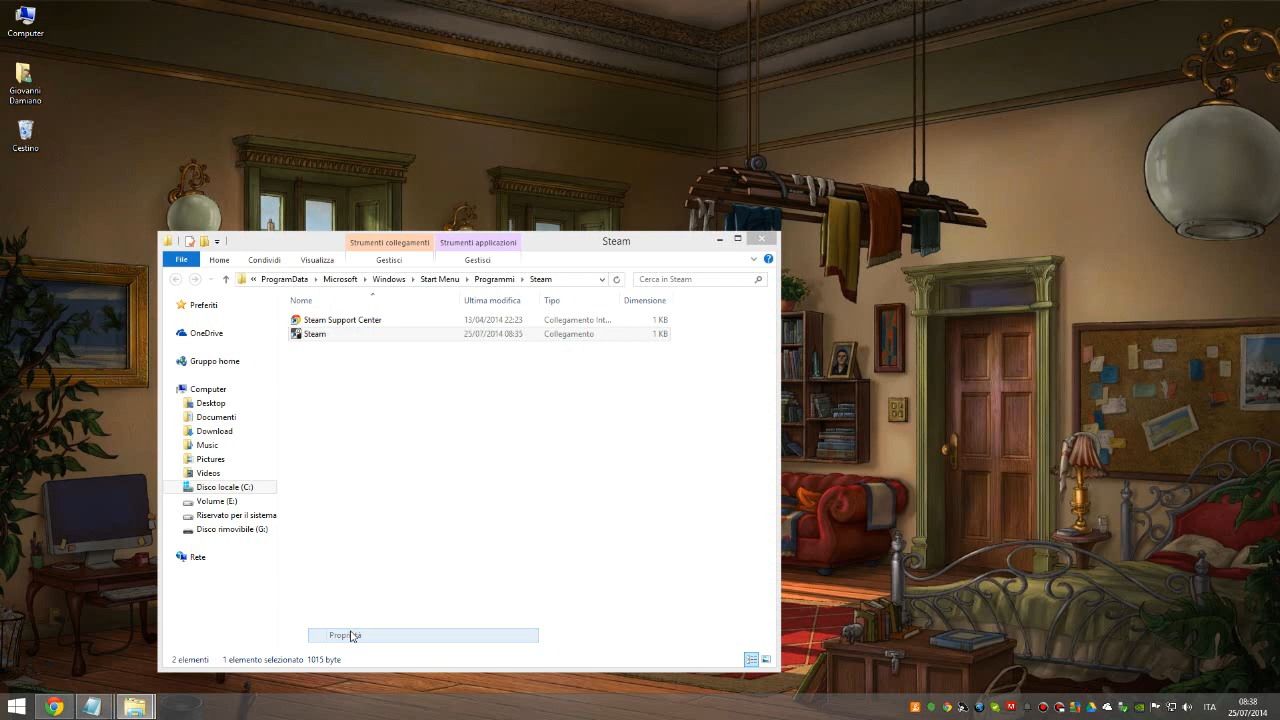 Computer
Giovanni
Damiano
Cestino
Strumenti collegamenti
Strumenti applicazioni
Steam
File
Home
Condividi
Visualizza
Gestisci
Gestisci
« ProgramData
Microsoft
Windows
Start Menu
Programmi
Steam
Cerca in Steam
Nome
Ultima modifica
Tipo
Dimensione
Steam Support Center
13/04/2014 22:23
Collegamento Int...
1 KB
Steam
25/07/2014 08:35
Collegamento
1 KB
Preferiti
OneDrive
Gruppo home
Computer
Desktop
Documenti
Download
Music
Pictures
Videos
Disco locale (C:)
Volume (E:)
Riservato per il sistema
Disco rimovibile (G:)
Rete
Proprietà
2 elementi
1 elemento selezionato 1015 byte
ITA
08:38
25/07/2014